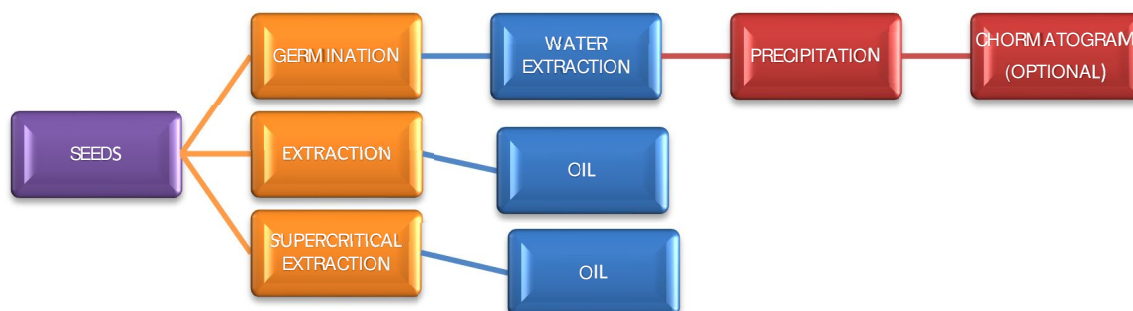 SEEDS
GERMINATION
WATER
EXTRACTION
PRECIPITATION
CHORMATOGRAM
(OPTIONAL)
EXTRACTION
OIL
SUPERCRITICAL
EXTRACTION
OIL